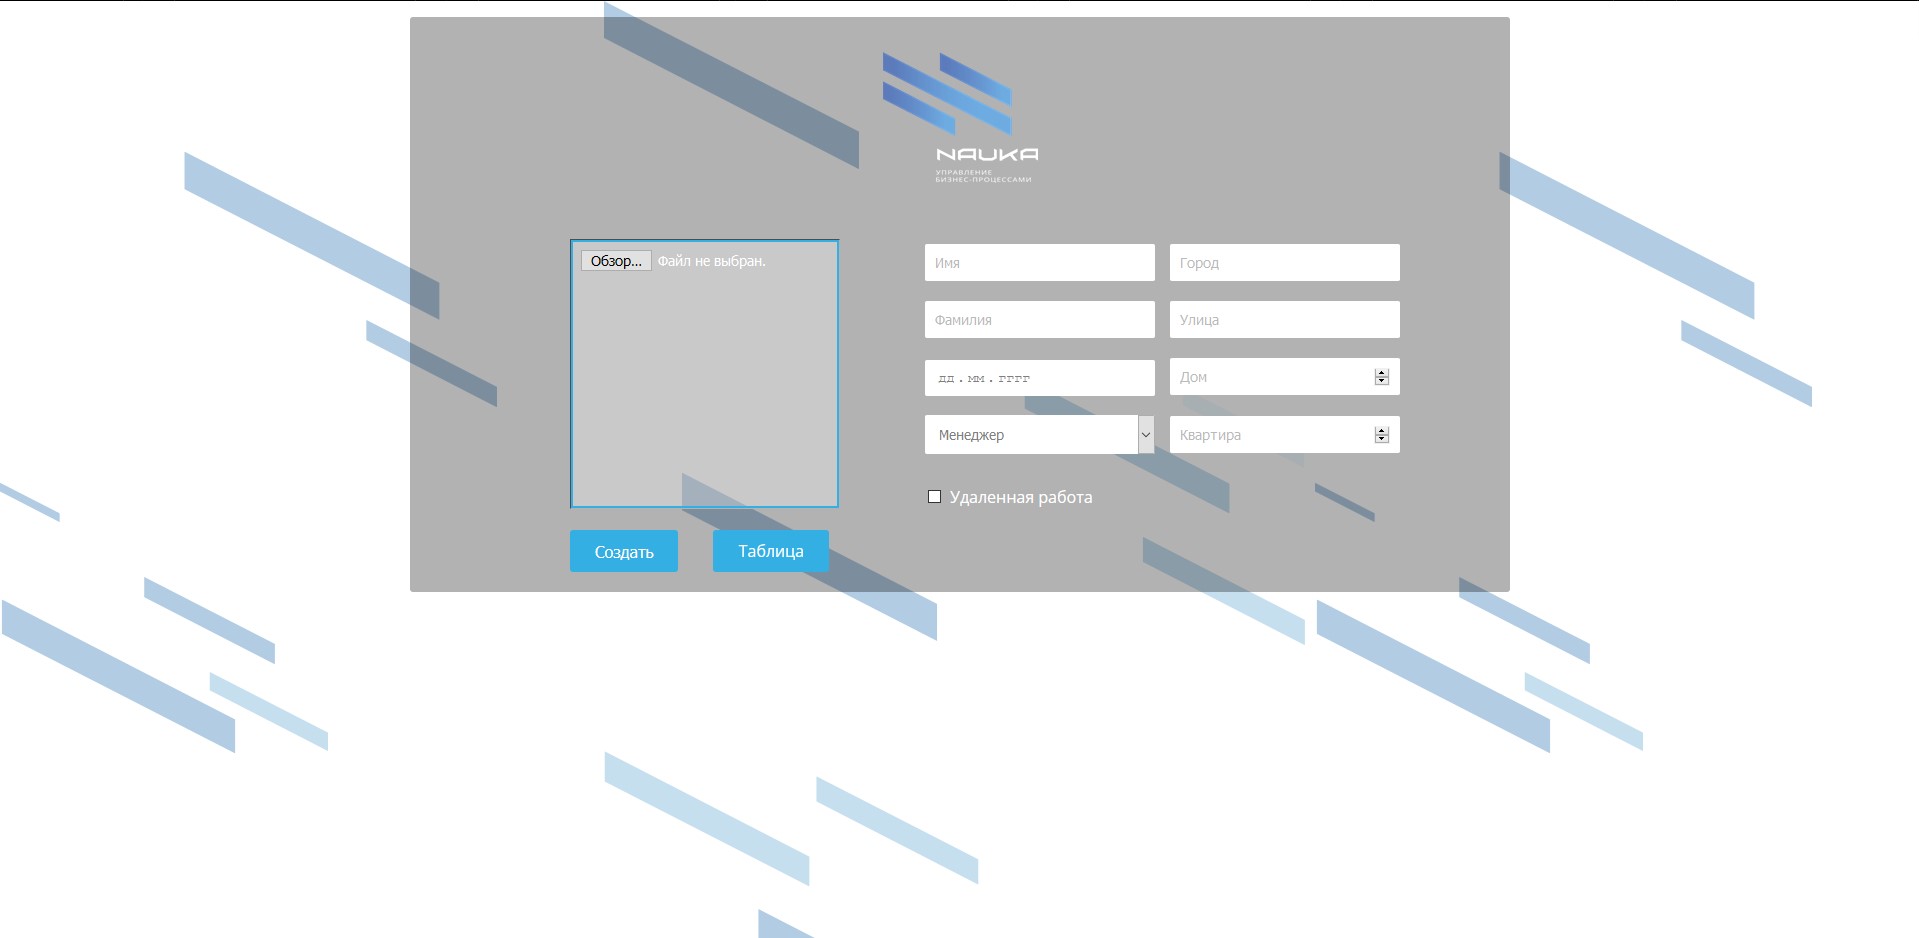 NAUKA
УПРАВЛЕНИЕ
БИЗНЕС-ПРОЦЕССАМИ
Обзор... Файл не выбран.
Имя
Город
Фамилия
Улица
дд . мм . гггг
Дом
Менеджер
Квартира
Удаленная работа
Создать
Таблица